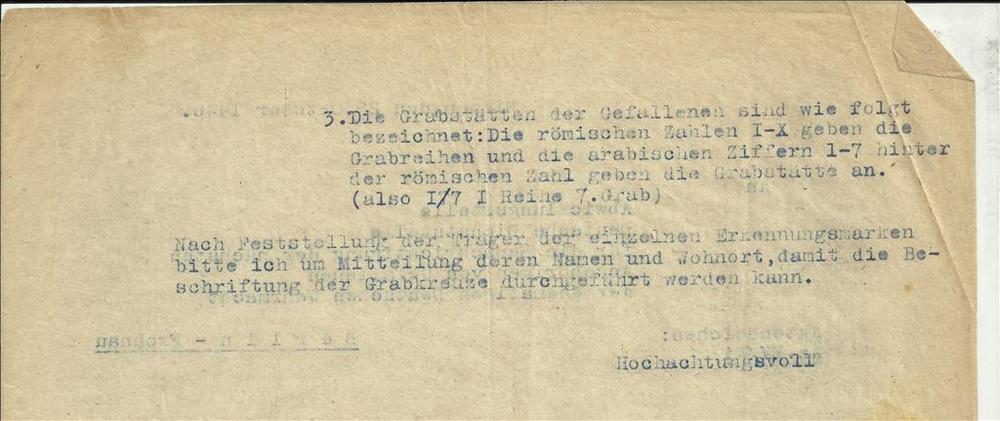 3.Die Grabstätten der Gefallenen sind wie folgt
bezeichnet:Die römischen Zahlen I-X geben die
Grabreihen und die arabischen Ziffern 1-7 hinter
der römischen Zahl geben die Grabstätte an.
(also I/7 I Reihe 7.Grab)
Nach Feststellung der Träger der einzelnen Erkennungsmarken
bitte ich um Mitteilung deren Namen und Wohnort,damit die Be-
schriftung der Grabkreuze durchgeführt werden kann.
B e r l i n - Frohnau
Aktenzeichen:
Hochachtungsvoll